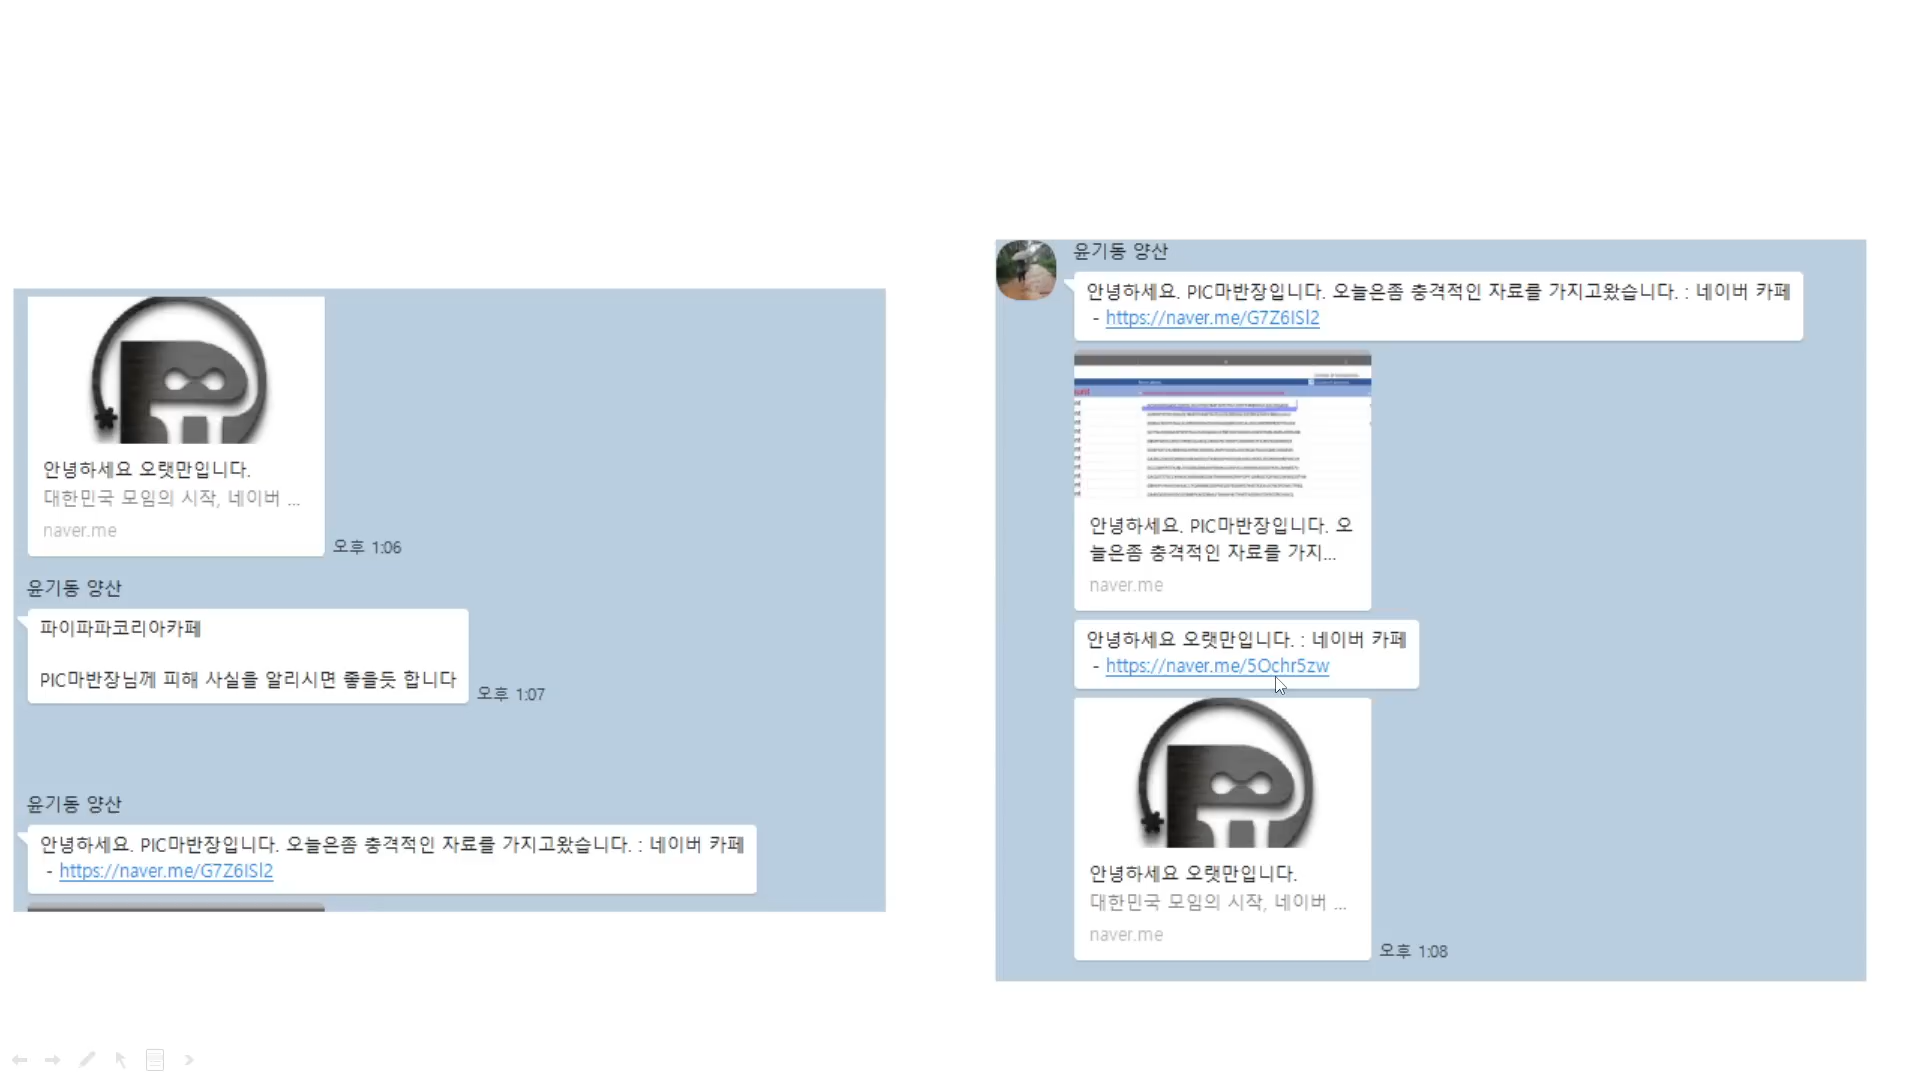 안녕하세요 오랫만입니다.
대한민국 모임의 시작, 네이버 ...
naver.me
오후 1:06
윤기동 양산
파이파파코리아카페
PIC마반장님께 피해 사실을 알리시면 좋을듯 합니다
오후 1:07
윤기동 양산
안녕하세요. PIC마반장입니다. 오늘은좀 충격적인 자료를 가지고왔습니다. : 네이버 카페
- https://naver.me/G7Z6ISl2
윤기동 양산
안녕하세요. PIC마반장입니다. 오늘은좀 충격적인 자료를 가지고왔습니다. : 네이버 카페
- https://naver.me/G7Z6ISl2
안녕하세요. PIC마반장입니다. 오
늘은좀 충격적인 자료를 가지...
naver.me
안녕하세요 오랫만입니다. : 네이버 카페
- https://naver.me/5Ochr5zw
안녕하세요 오랫만입니다.
대한민국 모임의 시작, 네이버 ...
naver.me
오후 1:08